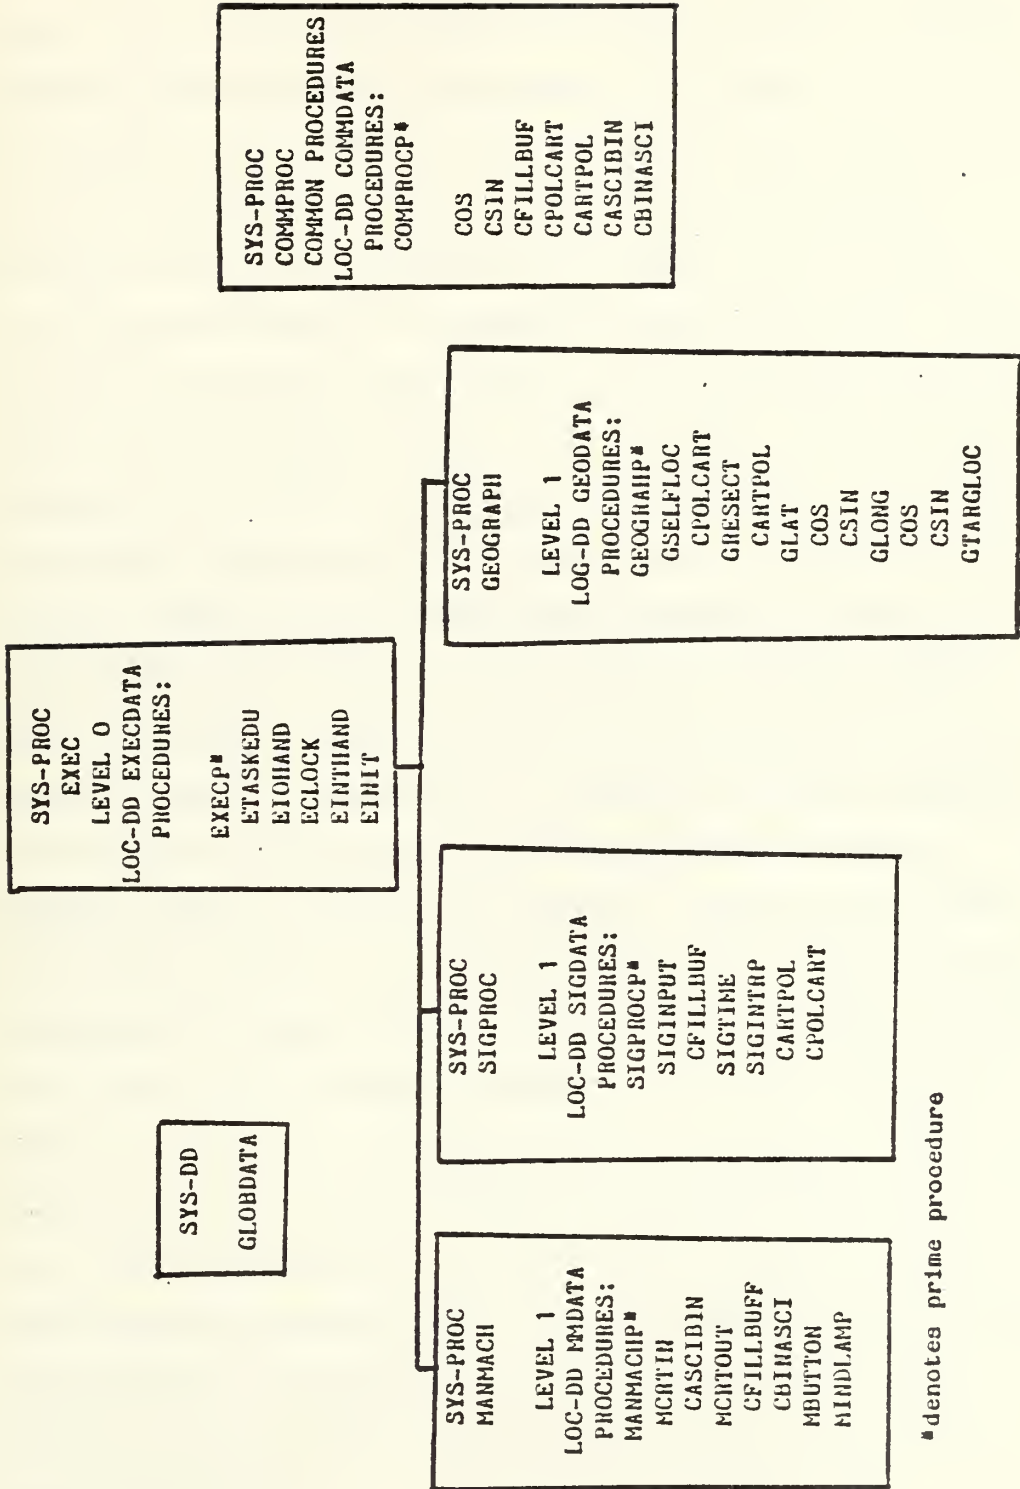 SYS-DD
GLOBDATA
SYS-PROC
EXEC
LEVEL 0
LOC-DD EXECDATA
PROCEDURES:
EXECP*
ETASKEDU
EIOHAND
ECLOCK
EINTHAND
EINIT
SYS-PROC
COMMPROC
COMMON PROCEDURES
LOC-DD COMMDATA
PROCEDURES:
COMPROCP*
COS
CSIN
CFILLBUF
CPOLCART
CARTPOL
CASCIBIN
CBINASCI
SYS-PROC
MANMACH
LEVEL 1
LOC-DD MMDATA
PROCEDURES:
MANMACHP*
MCRTIN
CASCIBIN
MCRTOUT
CFILLBUFF
CBINASCI
MBUTTON
MINDLAMP
SYS-PROC
SIGPROC
LEVEL 1
LOC-DD SIGDATA
PROCEDURES:
SIGPROCP*
SIGINPUT
CFILLBUF
SIGTIME
SIGINTRP
CARTPOL
CPOLCART
SYS-PROC
GEOGRAPH
LEVEL 1
LOG-DD GEODATA
PROCEDURES:
GEOGRAHP*
GSELFLOC
CPOLCART
GRESECT
CARTPOL
GLAT
COS
CSIN
GLONG
COS
CSIN
GTARGLOC
*denotes prime procedure